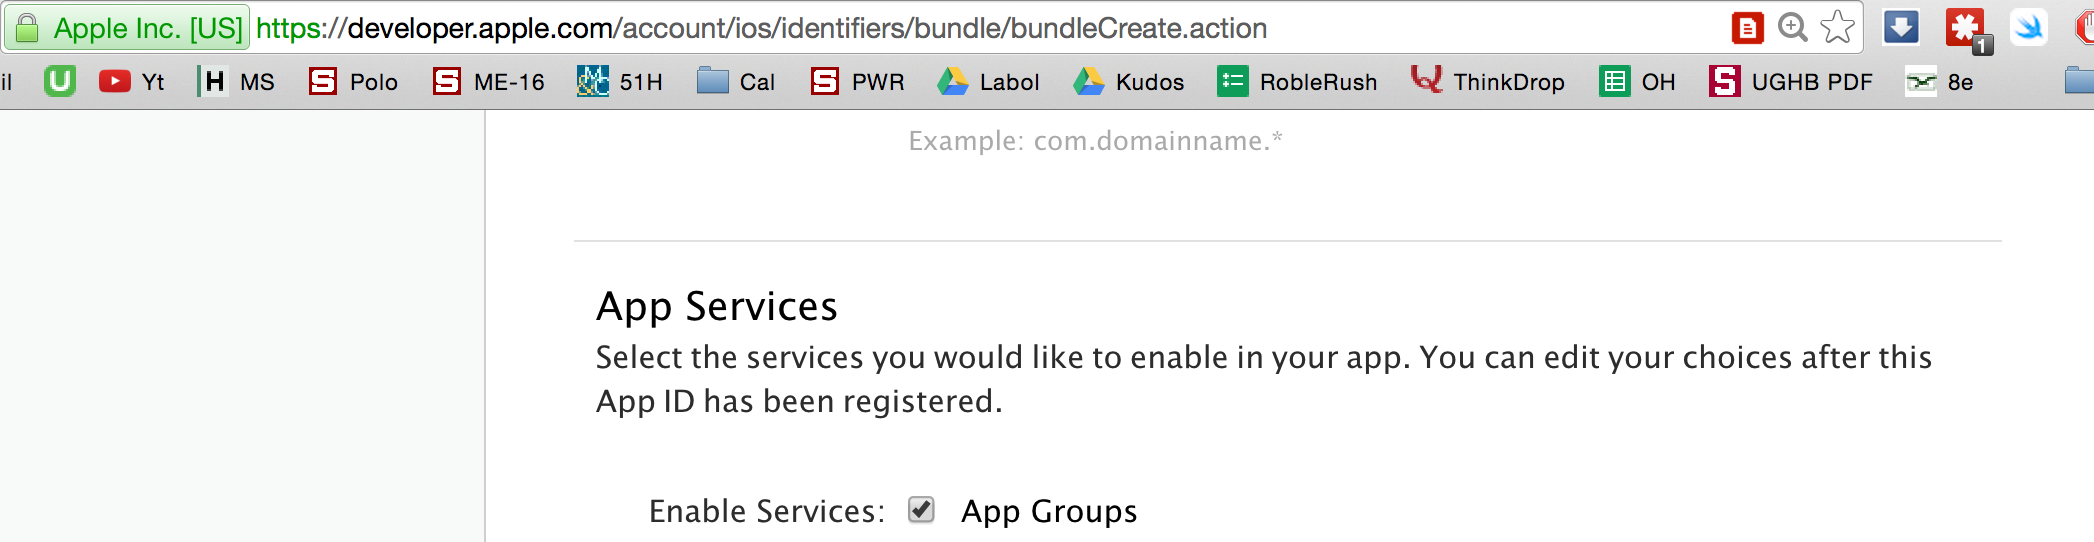 Apple Inc. [US] https://developer.apple.com/account/ios/identifiers/bundle/bundleCreate.action
1
il U Yt H MS S Polo S ME-16 51H Cal S PWR Labol Kudos RobleRush ThinkDrop OH S UGHB PDF 8e
Example: com.domainname.*
App Services
Select the services you would like to enable in your app. You can edit your choices after this
App ID has been registered.
Enable Services: App Groups